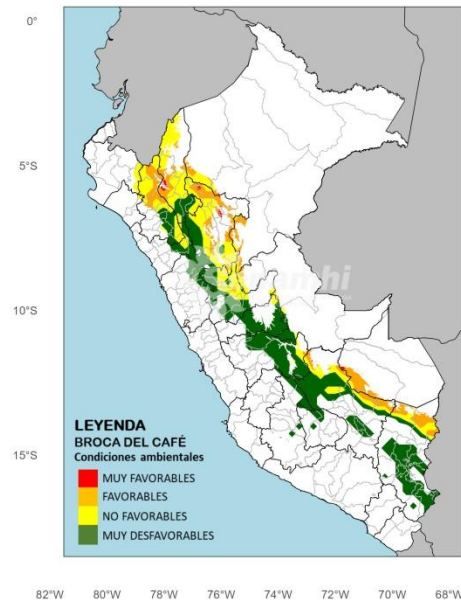 0°
5°S
10°S
15°S
LEYENDA
BROCA DEL CAFÉ
Condiciones ambientales
MUY FAVORABLES
FAVORABLES
NO FAVORABLES
MUY DESFAVORABLES
82°W 80°W 78°W 76°W 74°W 72°W 70°W 68°W